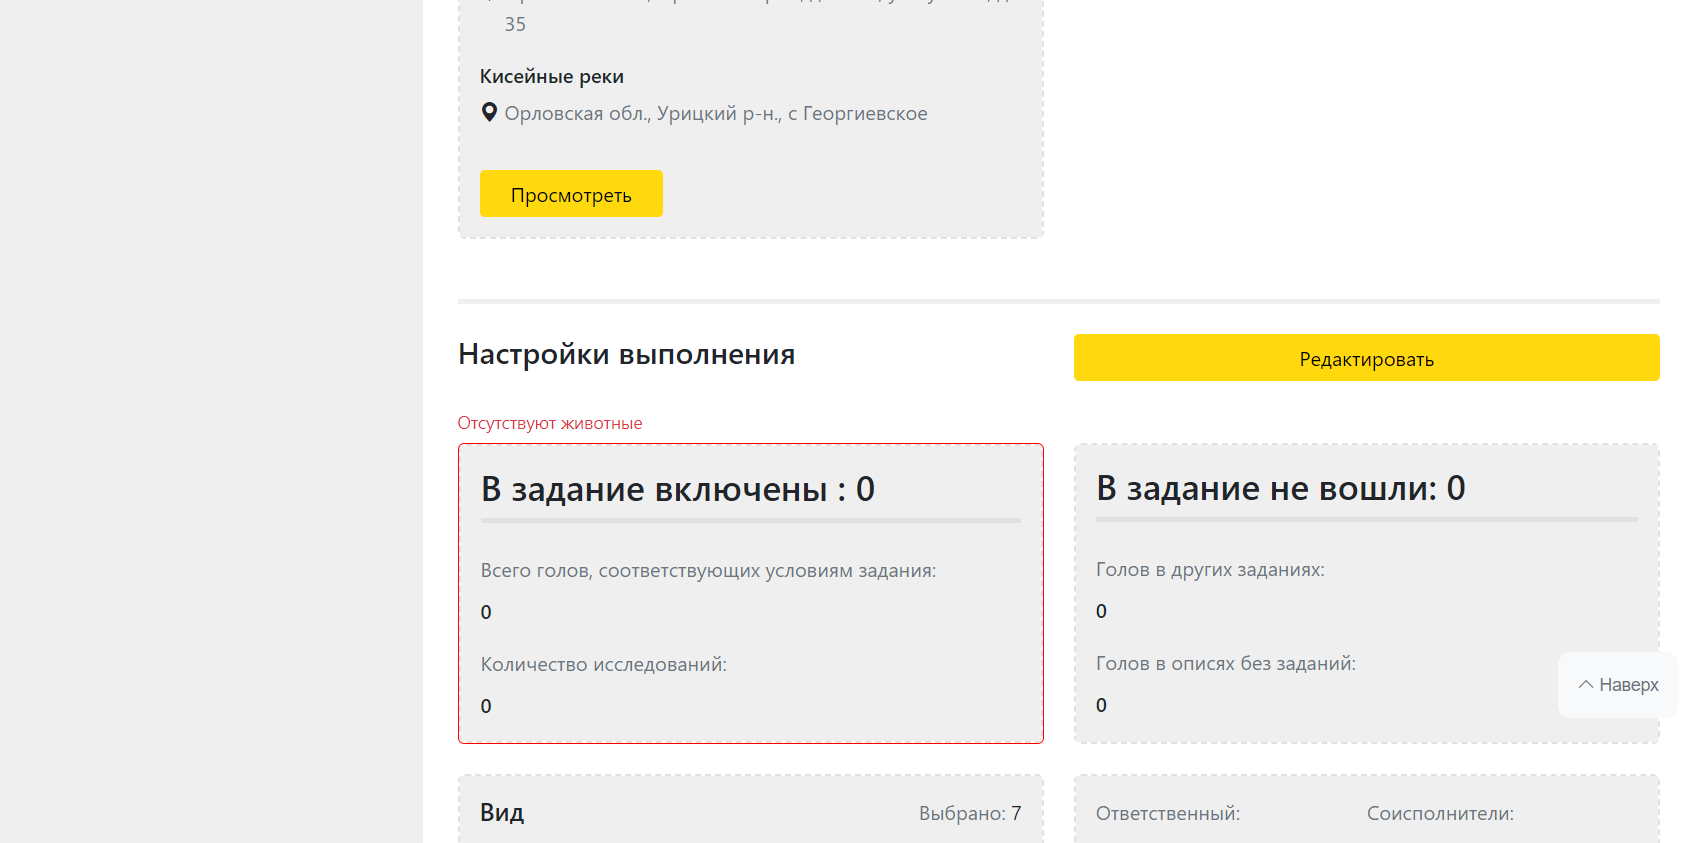 35
Кисейные реки
Орловская обл., Урицкий р-н., с Георгиевское
Просмотреть
Настройки выполнения
Редактировать
Отсутствуют животные
В задание включены : 0
Всего голов, соответствующих условиям задания:
0
Количество исследований:
0
В задание не вошли: 0
Голов в других заданиях:
0
Голов в описях без заданий:
0
Наверх
Вид
Выбрано: 7
Ответственный:
Соисполнители: